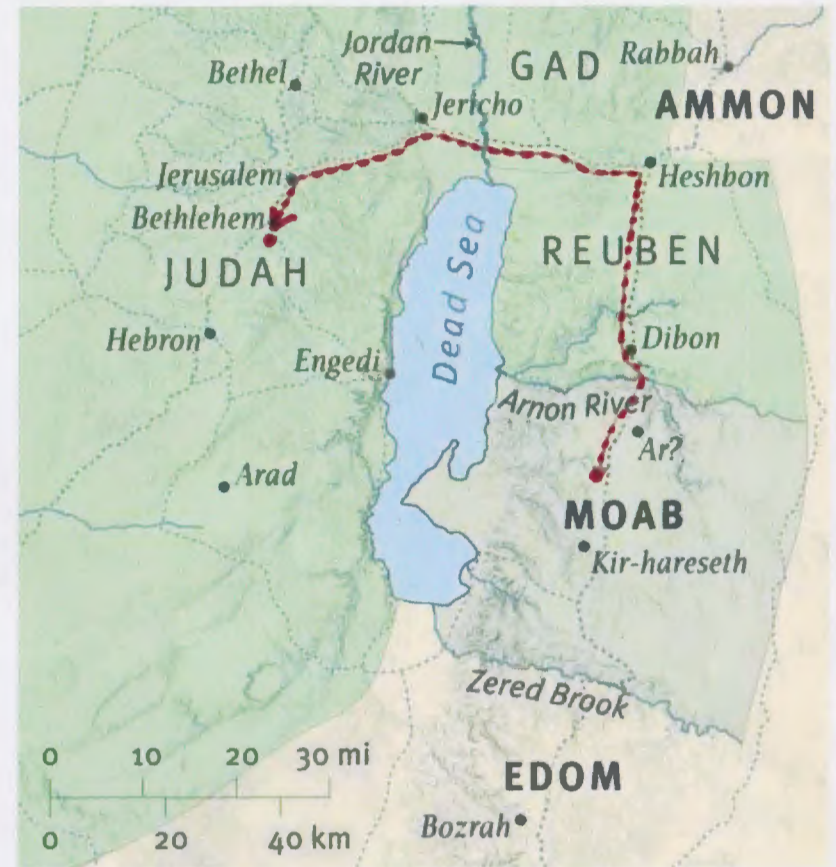 Jordan
River
GAD
Rabbah
Bethel
AMMON
Jericho
Jerusalem
Heshbon
Bethlehem
JUDAH
Dead Sea
REUBEN
Hebron
Engedi
Dibon
Arnon River
Ar?
Arad
MOAB
Kir-hareseth
Zered Brook
0 10 20 30 mi
EDOM
0 20 40 km
Bozrah